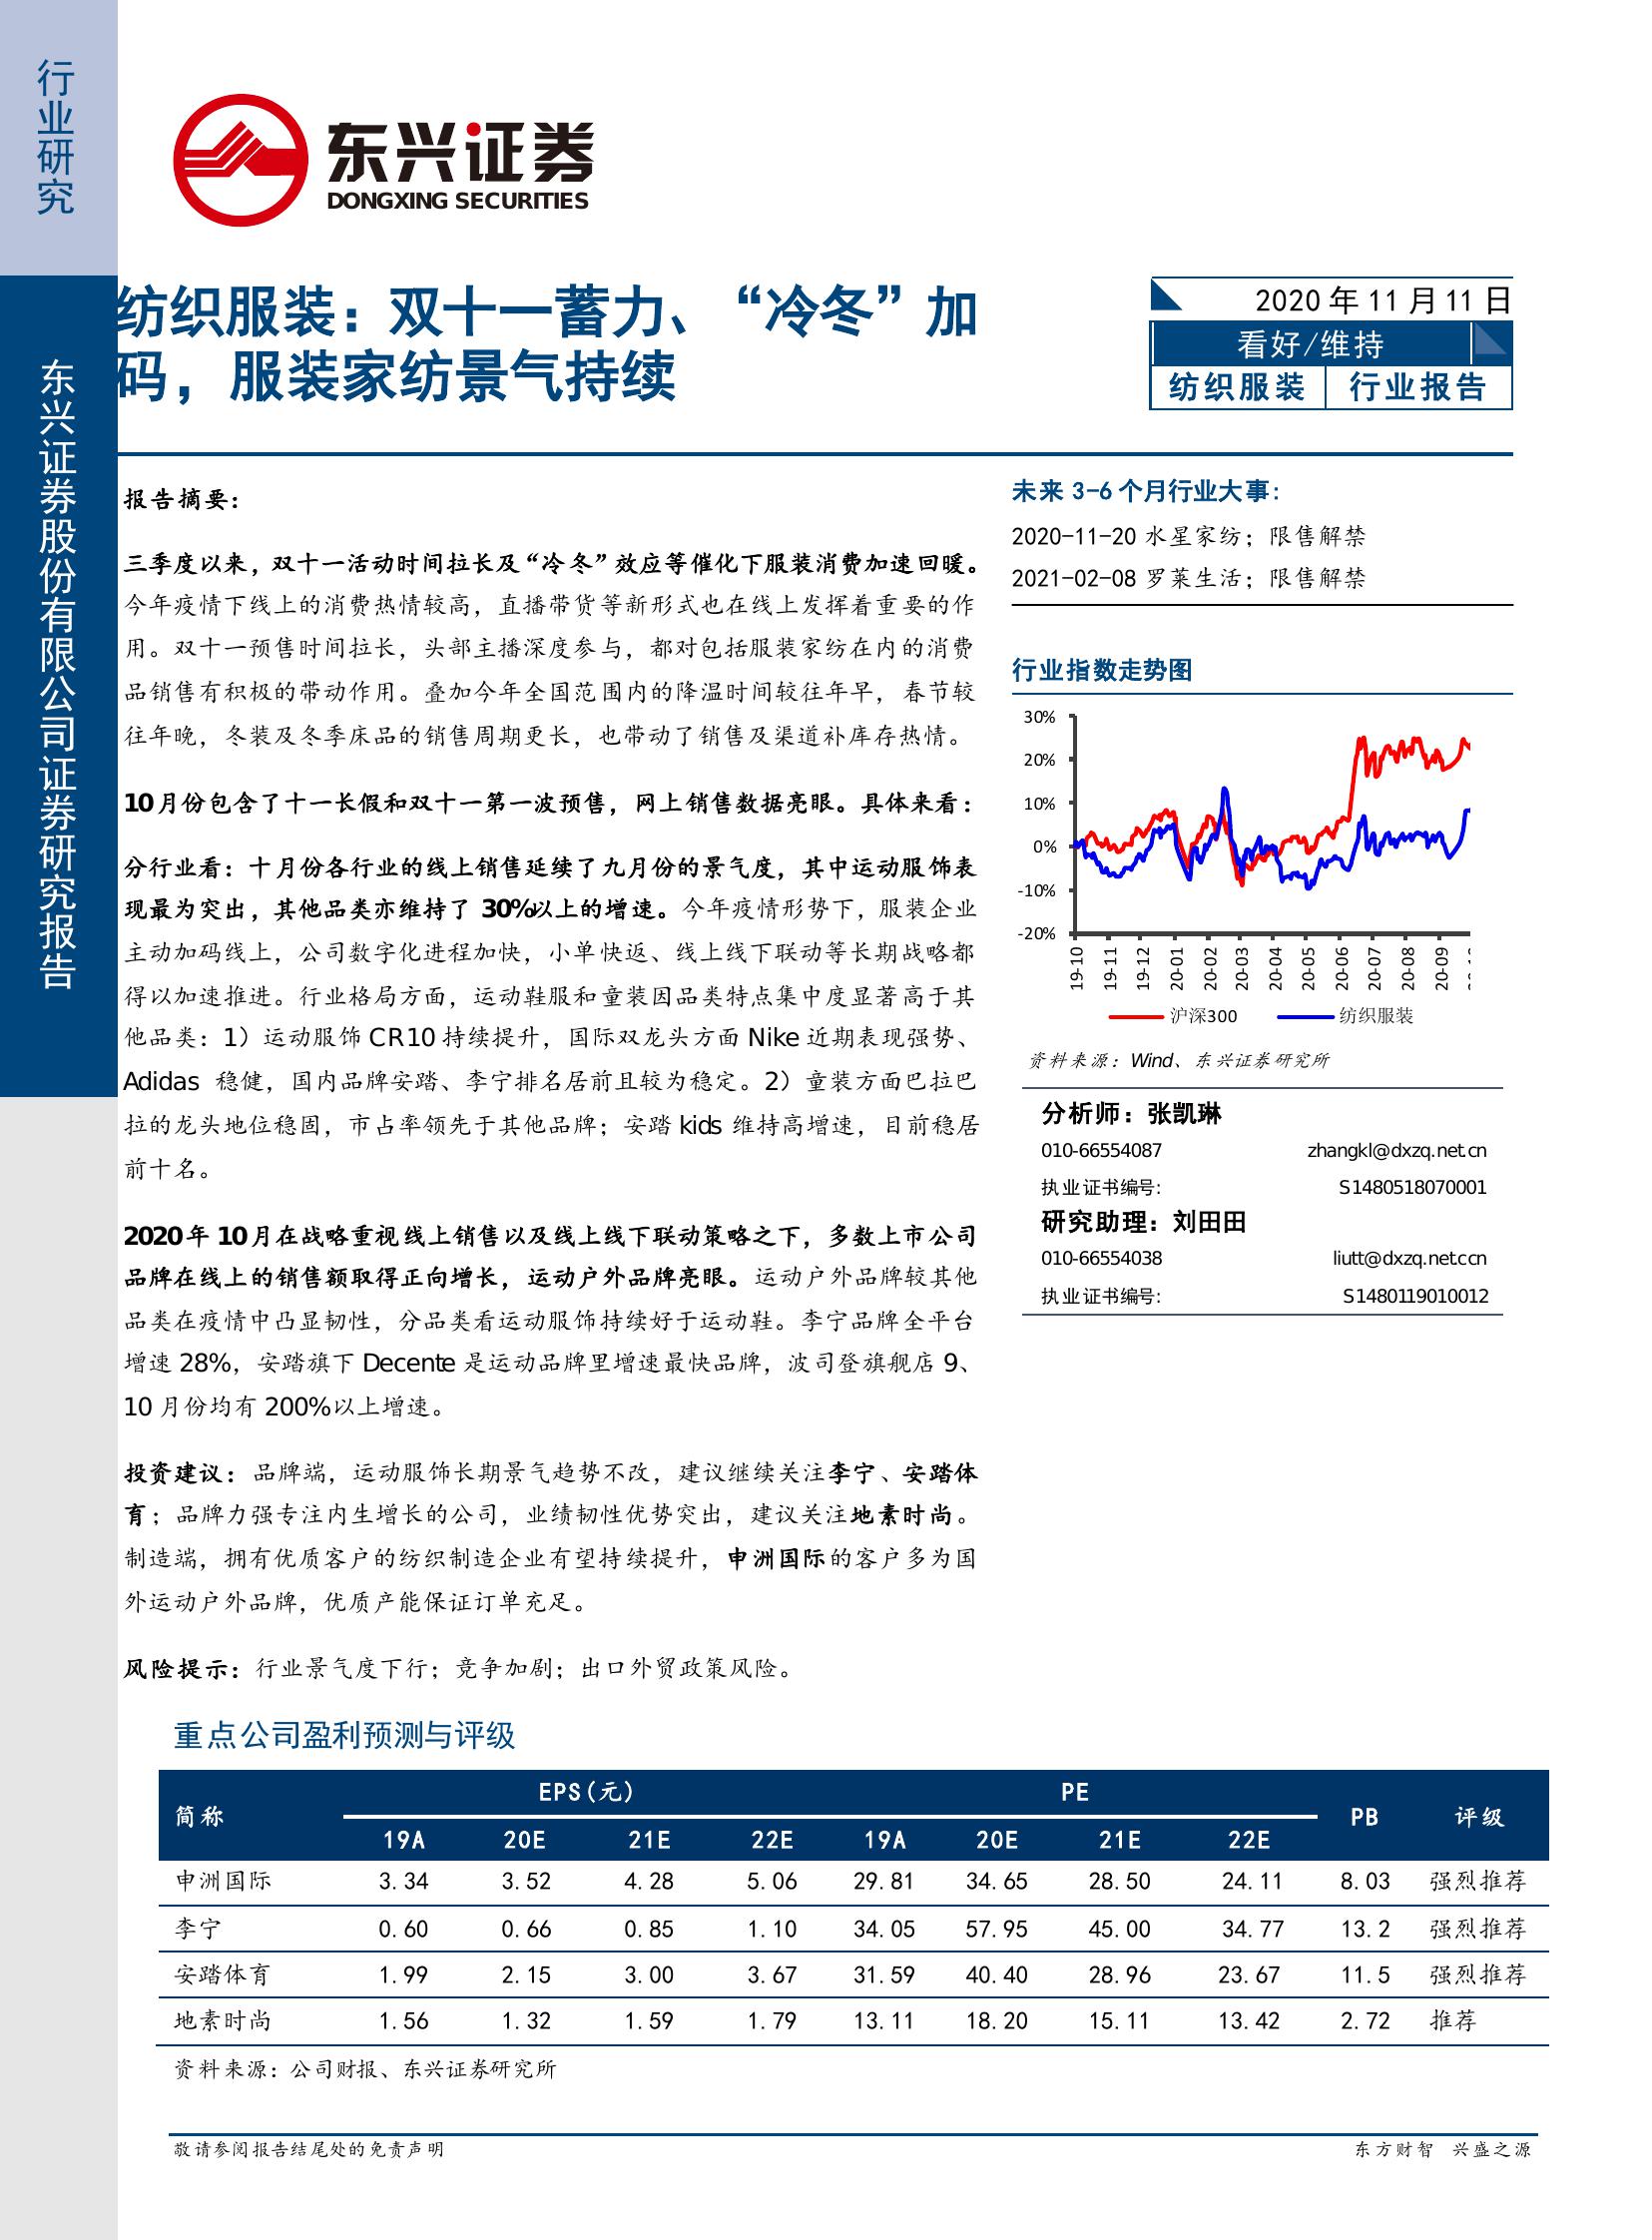 行业研究
东兴证券股份有限公司证券研究报告
东兴证券
DONGXING SECURITIES
纺织服装：双十一蓄力、“冷冬”加
码，服装家纺景气持续
2020 年 11 月 11 日
看好/维持
纺织服装 行业报告
报告摘要：
三季度以来，双十一活动时间拉长及“冷冬”效应等催化下服装消费加速回暖。
今年疫情下线上的消费热情较高，直播带货等新形式也在线上发挥着重要的作
用。双十一预售时间拉长，头部主播深度参与，都对包括服装家纺在内的消费
品销售有积极的带动作用。叠加今年全国范围内的降温时间较往年早，春节较
往年晚，冬装及冬季床品的销售周期更长，也带动了销售及渠道补库存热情。
10 月份包含了十一长假和双十一第一波预售，网上销售数据亮眼。具体来看：
分行业看：十月份各行业的线上销售延续了九月份的景气度，其中运动服饰表
现最为突出，其他品类亦维持了 30%以上的增速。今年疫情形势下，服装企业
主动加码线上，公司数字化进程加快，小单快返、线上线下联动等长期战略都
得以加速推进。行业格局方面，运动鞋服和童装因品类特点集中度显著高于其
他品类：1）运动服饰 CR10 持续提升，国际双龙头方面 Nike 近期表现强势、
Adidas 稳健，国内品牌安踏、李宁排名居前且较为稳定。2）童装方面巴拉巴
拉的龙头地位稳固，市占率领先于其他品牌；安踏 kids 维持高增速，目前稳居
前十名。
2020 年 10 月在战略重视线上销售以及线上线下联动策略之下，多数上市公司
品牌在线上的销售额取得正向增长，运动户外品牌亮眼。运动户外品牌较其他
品类在疫情中凸显韧性，分品类看运动服饰持续好于运动鞋。李宁品牌全平台
增速 28%，安踏旗下 Decente 是运动品牌里增速最快品牌，波司登旗舰店 9、
10 月份均有 200%以上增速。
投资建议：品牌端，运动服饰长期景气趋势不改，建议继续关注李宁、安踏体
育；品牌力强专注内生增长的公司，业绩韧性优势突出，建议关注地素时尚。
制造端，拥有优质客户的纺织制造企业有望持续提升，申洲国际的客户多为国
外运动户外品牌，优质产能保证订单充足。
风险提示：行业景气度下行；竞争加剧；出口外贸政策风险。
未来 3-6 个月行业大事：
2020-11-20 水星家纺：限售解禁
2021-02-08 罗莱生活：限售解禁
行业指数走势图
30%
20%
10%
0%
-10%
-20%
19-10 19-11 19-12 20-01 20-02 20-03 20-04 20-05 20-06 20-07 20-08 20-09
沪深300 纺织服装
资料来源：Wind、东兴证券研究所
分析师：张凯琳
010-66554087 zhangkl@dxzq.net.cn
执业证书编号: S1480518070001
研究助理：刘田田
010-66554038 liutt@dxzq.net.ccn
执业证书编号: S1480119010012
重点公司盈利预测与评级
简称 EPS(元) PE PB 评级
19A 20E 21E 22E 19A 20E 21E 22E
申洲国际 3.34 3.52 4.28 5.06 29.81 34.65 28.50 24.11 8.03 强烈推荐
李宁 0.60 0.66 0.85 1.10 34.05 57.95 45.00 34.77 13.2 强烈推荐
安踏体育 1.99 2.15 3.00 3.67 31.59 40.40 28.96 23.67 11.5 强烈推荐
地素时尚 1.56 1.32 1.59 1.79 13.11 18.20 15.11 13.42 2.72 推荐
资料来源：公司财报、东兴证券研究所
敬请参阅报告结尾处的免责声明 东方财智 兴盛之源